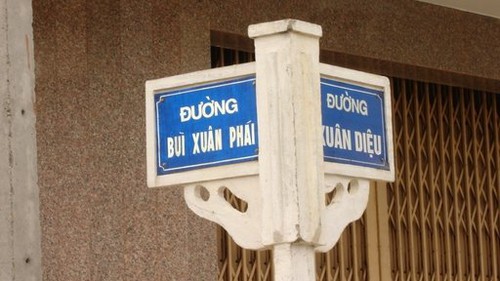 ĐƯỜNG
BÙI XUÂN PHÁI
ĐƯỜNG
XUÂN DIỆU